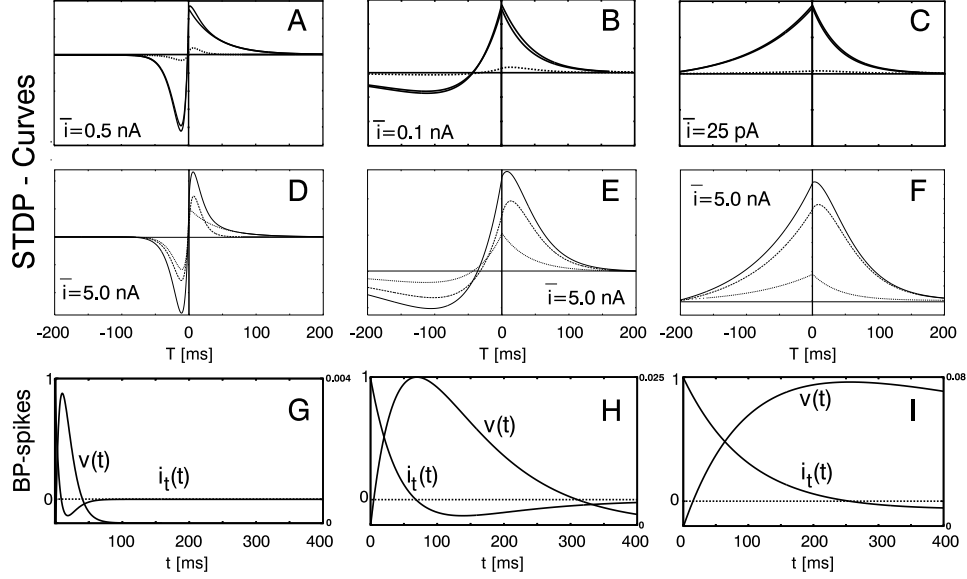 STDP - Curves
A
i=0.5 nA
B
i=0.1 nA
C
i=25 pA
D
i=5.0 nA
-200 -100 0 100 200
T [ms]
E
i=5.0 nA
-200 -100 0 100 200
T [ms]
F
i=5.0 nA
-200 -100 0 100 200
T [ms]
BP-spikes
1
0
G
v(t)
i_t(t)
0.004
0
100 200 300 400
t [ms]
1
0
H
v(t)
i_t(t)
0.025
0
0 100 200 300 400
t [ms]
1
0
I
v(t)
i_t(t)
0.08
0
0 100 200 300 400
t [ms]